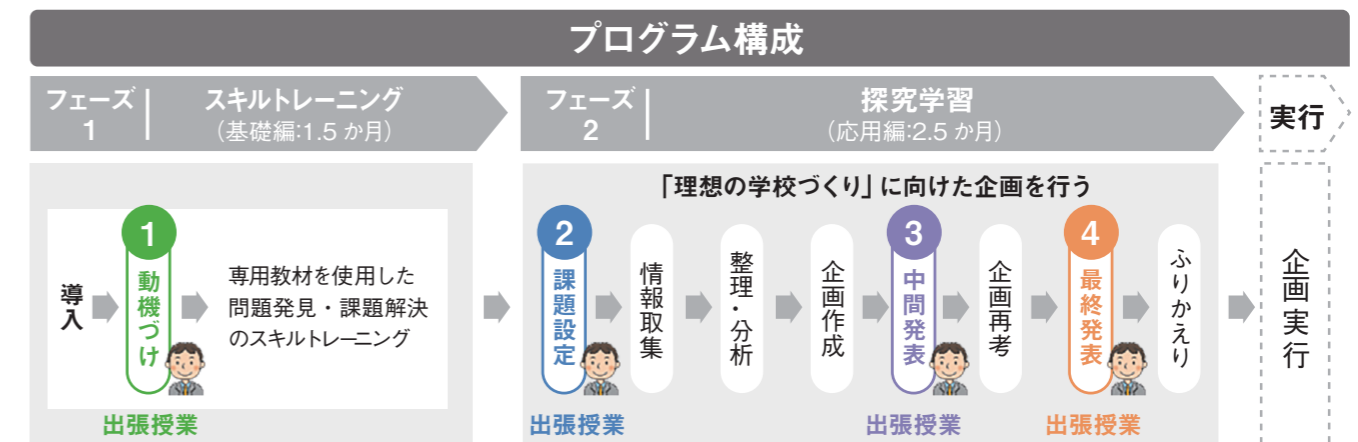 プログラム構成
フェーズ
1
スキルトレーニング
（基礎編:1.5 か月）
フェーズ
2
探究学習
（応用編:2.5 か月）
実行
導入
1
動機づけ
出張授業
専用教材を使用した
問題発見・課題解決
のスキルトレーニング
「理想の学校づくり」に向けた企画を行う
2
課題設定
出張授業
情報取集
整理・分析
企画作成
3
中間発表
出張授業
企画再考
4
最終発表
出張授業
ふりかえり
企画実行